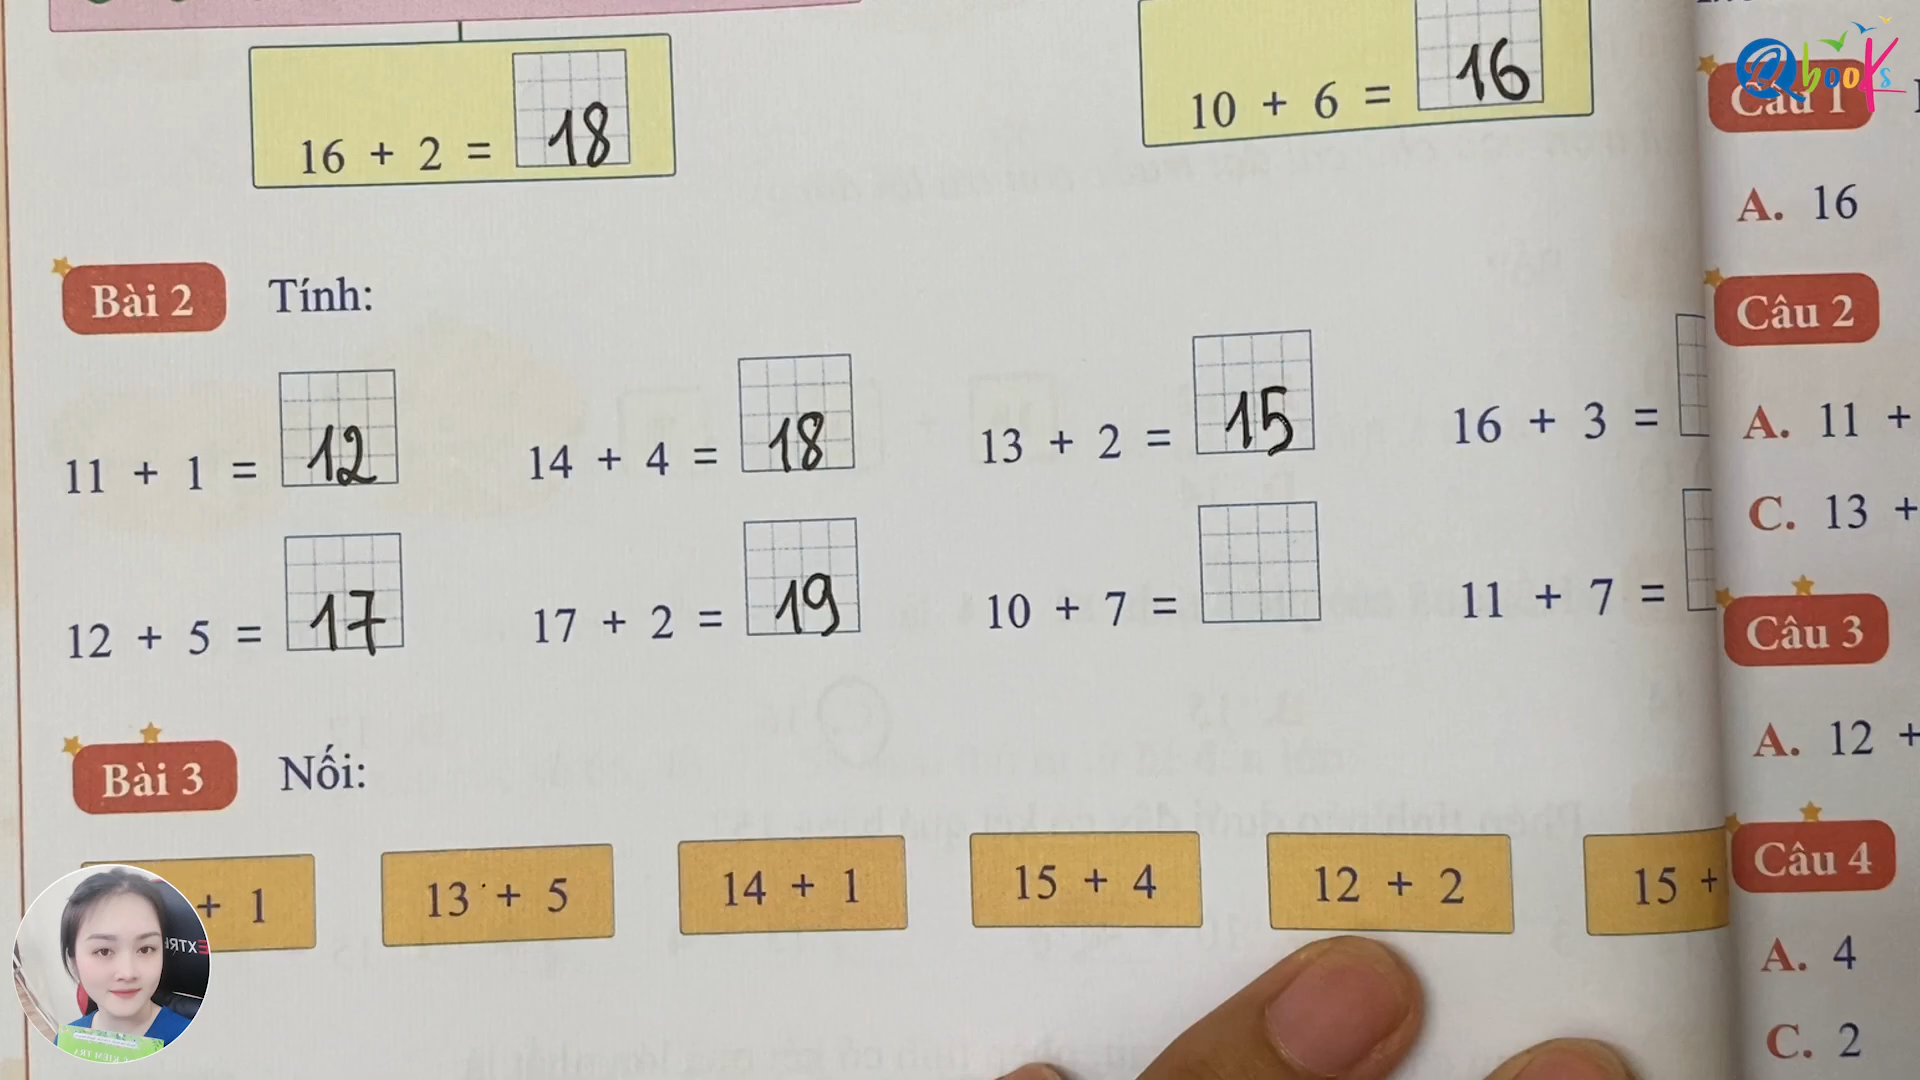 16 + 2 = 18
10 + 6 = 16
Qbooks
Câu 1
A. 16
Bài 2 Tính:
Câu 2
11 + 1 = 12 14 + 4 = 18 13 + 2 = 15 16 + 3 =
A. 11 +
C. 13 +
12 + 5 = 17 17 + 2 = 19 10 + 7 = 11 + 7 =
Câu 3
A. 12 +
Bài 3 Nối:
Câu 4
+ 1 13 + 5 14 + 1 15 + 4 12 + 2 15 +
A. 4
C. 2